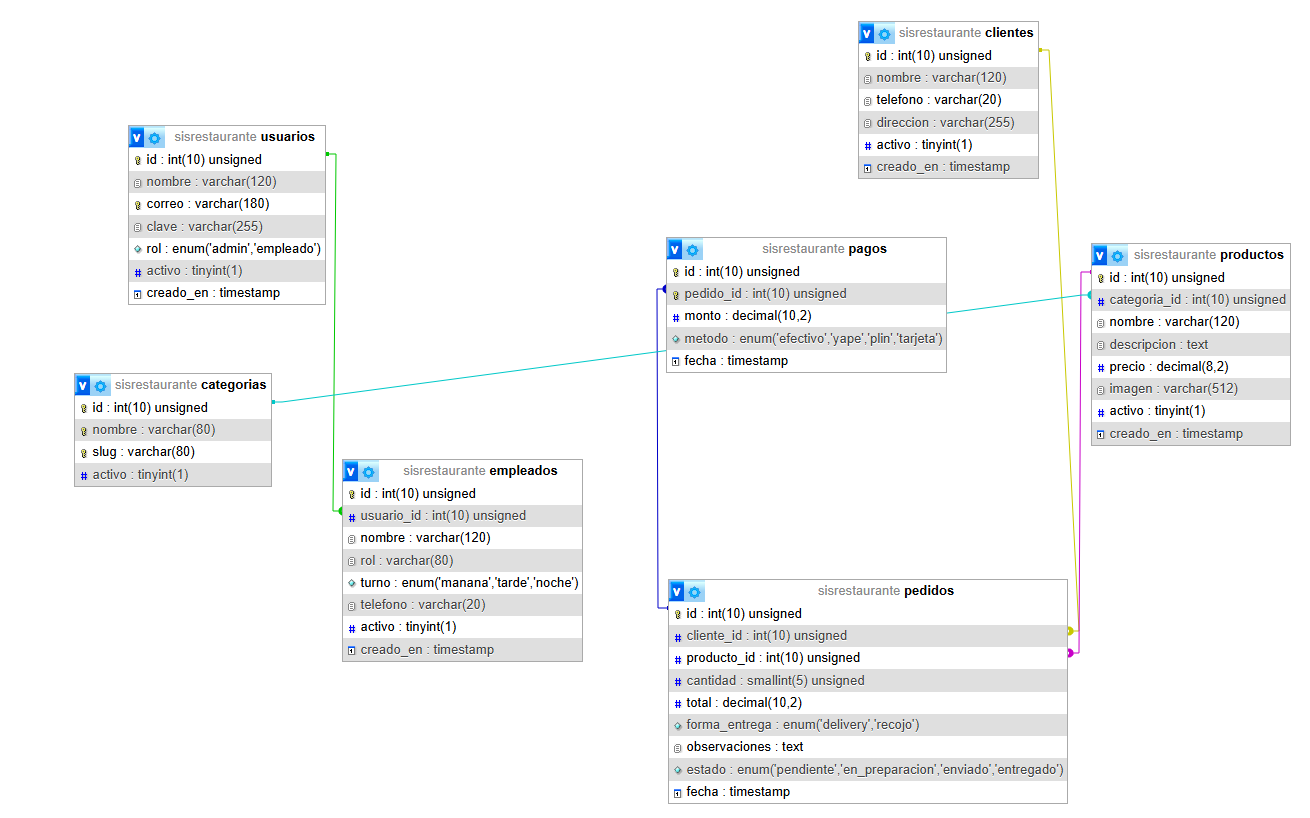 sisrestaurante clientes
id : int(10) unsigned
nombre : varchar(120)
telefono : varchar(20)
direccion : varchar(255)
activo : tinyint(1)
creado_en : timestamp
sisrestaurante usuarios
id : int(10) unsigned
nombre : varchar(120)
correo : varchar(180)
clave : varchar(255)
rol : enum('admin','empleado')
activo : tinyint(1)
creado_en : timestamp
sisrestaurante pagos
id : int(10) unsigned
pedido_id : int(10) unsigned
monto : decimal(10,2)
metodo : enum('efectivo','yape','plin','tarjeta')
fecha : timestamp
sisrestaurante productos
id : int(10) unsigned
categoria_id : int(10) unsigned
nombre : varchar(120)
descripcion : text
precio : decimal(8,2)
imagen : varchar(512)
activo : tinyint(1)
creado_en : timestamp
sisrestaurante categorias
id : int(10) unsigned
nombre : varchar(80)
slug : varchar(80)
activo : tinyint(1)
sisrestaurante empleados
id : int(10) unsigned
usuario_id : int(10) unsigned
nombre : varchar(120)
rol : varchar(80)
turno : enum('manana','tarde','noche')
telefono : varchar(20)
activo : tinyint(1)
creado_en : timestamp
sisrestaurante pedidos
id : int(10) unsigned
cliente_id : int(10) unsigned
producto_id : int(10) unsigned
cantidad : smallint(5) unsigned
total : decimal(10,2)
forma_entrega : enum('delivery','recojo')
observaciones : text
estado : enum('pendiente','en_preparacion','enviado','entregado')
fecha : timestamp